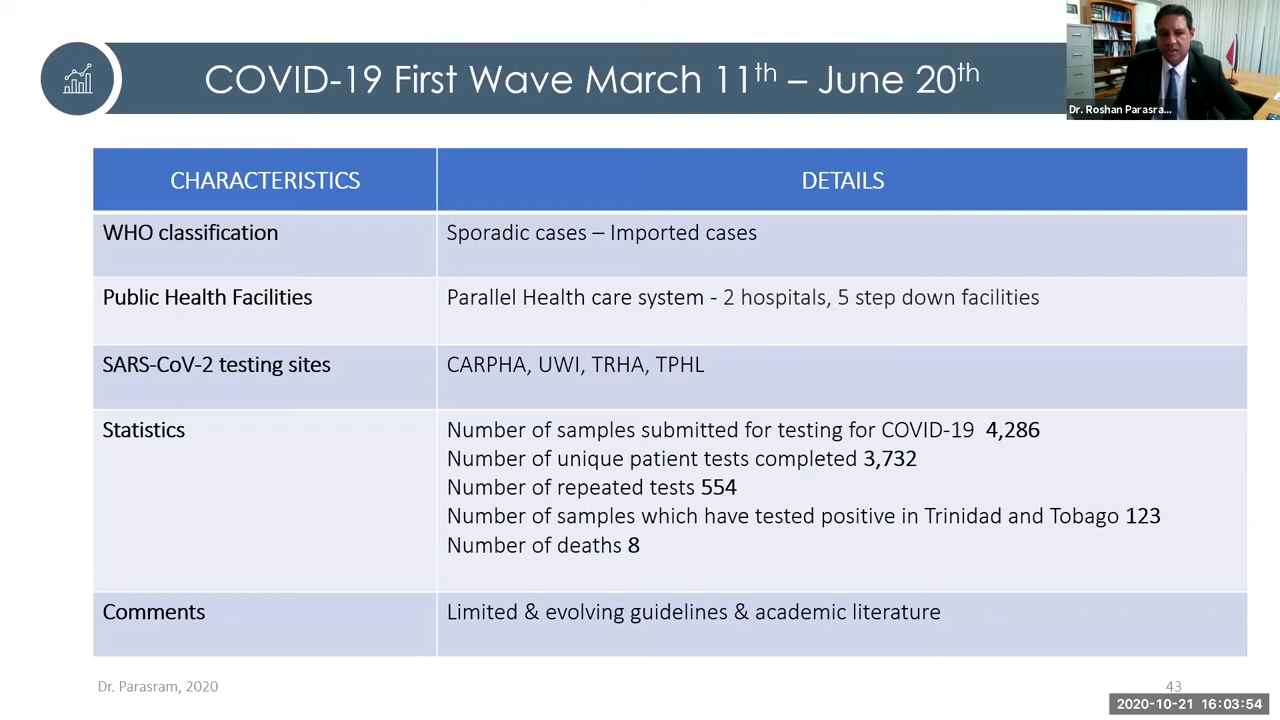 COVID-19 First Wave March 11th – June 20th
Dr. Roshan Parasra...
CHARACTERISTICS
DETAILS
WHO classification
Sporadic cases – Imported cases
Public Health Facilities
Parallel Health care system - 2 hospitals, 5 step down facilities
SARS-CoV-2 testing sites
CARPHA, UWI, TRHA, TPHL
Statistics
Number of samples submitted for testing for COVID-19 4,286
Number of unique patient tests completed 3,732
Number of repeated tests 554
Number of samples which have tested positive in Trinidad and Tobago 123
Number of deaths 8
Comments
Limited & evolving guidelines & academic literature
Dr. Parasram, 2020
43
2020-10-21 16:03:54